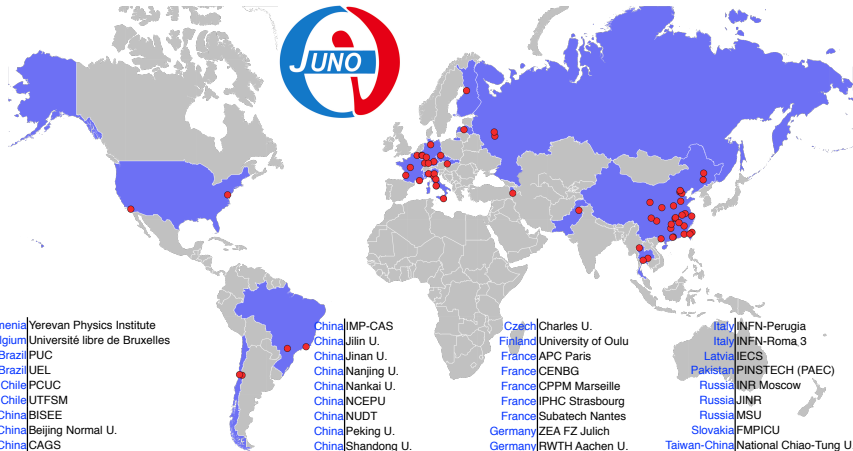 JUNO
menia Yerevan Physics Institute
lgium Université libre de Bruxelles
Brazil PUC
Brazil UEL
Chile PCUC
Chile UTFSM
China BISEE
China Beijing Normal U.
China CAGS
China IMP-CAS
China Jilin U.
China Jinan U.
China Nanjing U.
China Nankai U.
China NCEPU
China NUDT
China Peking U.
China Shandong U.
Czech Charles U.
Finland University of Oulu
France APC Paris
France CENBG
France CPPM Marseille
France IPHC Strasbourg
France Subatech Nantes
Germany ZEA FZ Julich
Germany RWTH Aachen U.
Italy INFN-Perugia
Italy INFN-Roma 3
Latvia IECS
Pakistan PINSTECH (PAEC)
Russia INR Moscow
Russia JINR
Russia MSU
Slovakia FMPICU
Taiwan-China National Chiao-Tung U